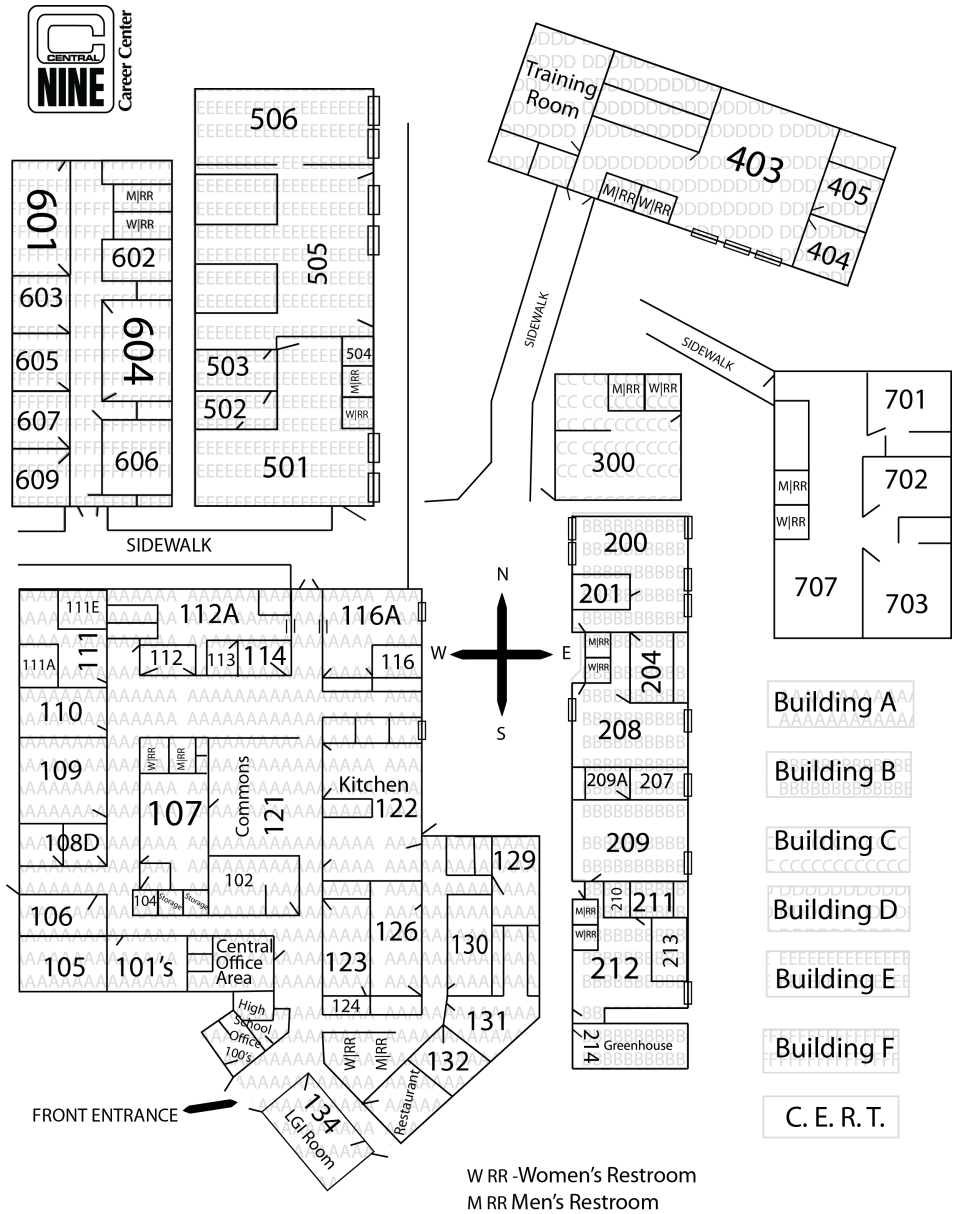 CENTRAL
NINE
Career Center
506
505
504
503
M|RR
502
W|RR
501
601
M|RR
W|RR
602
603
604
605
607
606
609
SIDEWALK
Training
Room
403
405
404
M|RR
W|RR
SIDEWALK
SIDEWALK
M|RR
W|RR
300
701
702
M|RR
W|RR
707
703
N
W
E
S
200
201
M|RR
W|RR
204
208
209A
207
209
210
211
M|RR
W|RR
212
213
214
Greenhouse
111E
112A
116A
111
111A
112
113
114
116
110
109
W|RR
M|RR
107
Commons
121
Kitchen
122
108D
102
104
Storage
Storage
106
105
101's
Central
Office
Area
High
School
Office
100's
123
126
124
129
130
131
132
W|RR
M|RR
Restaurant
134
LGI Room
FRONT ENTRANCE
Building A
Building B
Building C
Building D
Building E
Building F
C. E. R. T.
W RR -Women's Restroom
M RR Men's Restroom